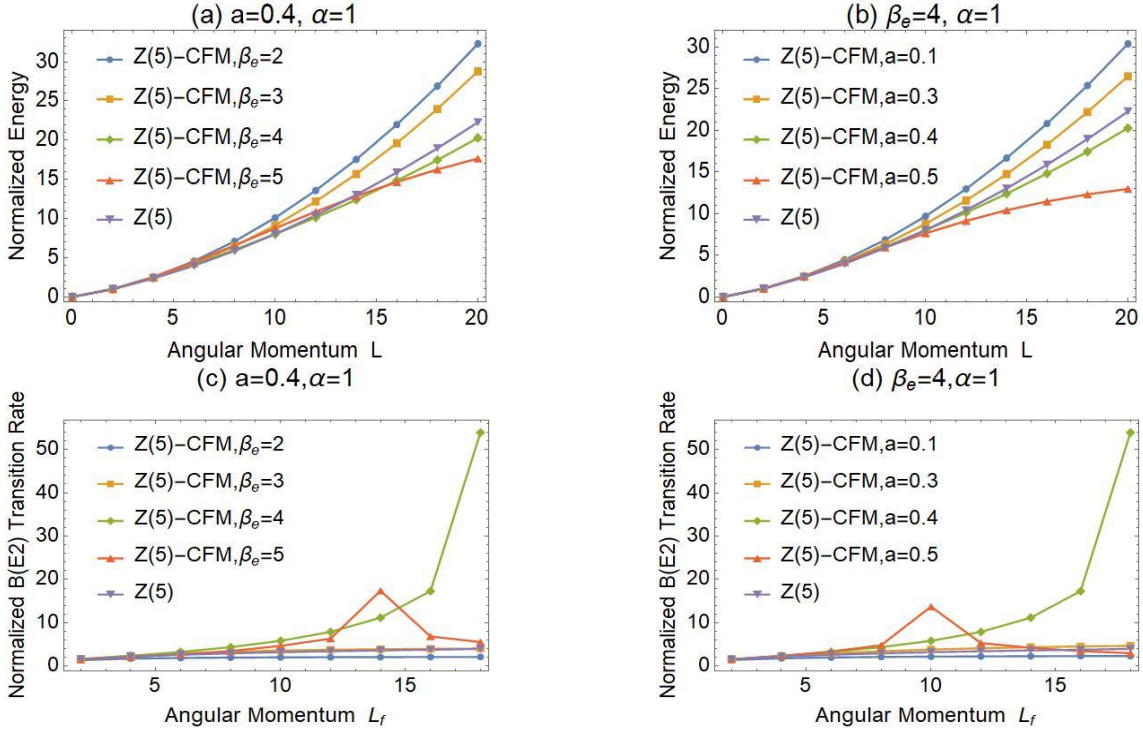 (a) a=0.4, α=1
Normalized Energy
30
25
20
15
10
5
0
Z(5)−CFM,βe=2
Z(5)−CFM,βe=3
Z(5)−CFM,βe=4
Z(5)−CFM,βe=5
Z(5)
0 5 10 15 20
Angular Momentum L
(b) βe=4, α=1
Normalized Energy
30
25
20
15
10
5
0
Z(5)−CFM,a=0.1
Z(5)−CFM,a=0.3
Z(5)−CFM,a=0.4
Z(5)−CFM,a=0.5
Z(5)
0 5 10 15 20
Angular Momentum L
(c) a=0.4,α=1
Normalized B(E2) Transition Rate
50
40
30
20
10
0
Z(5)−CFM,βe=2
Z(5)−CFM,βe=3
Z(5)−CFM,βe=4
Z(5)−CFM,βe=5
Z(5)
5 10 15
Angular Momentum Lf
(d) βe=4,α=1
Normalized B(E2) Transition Rate
50
40
30
20
10
0
Z(5)−CFM,a=0.1
Z(5)−CFM,a=0.3
Z(5)−CFM,a=0.4
Z(5)−CFM,a=0.5
Z(5)
5 10 15
Angular Momentum Lf